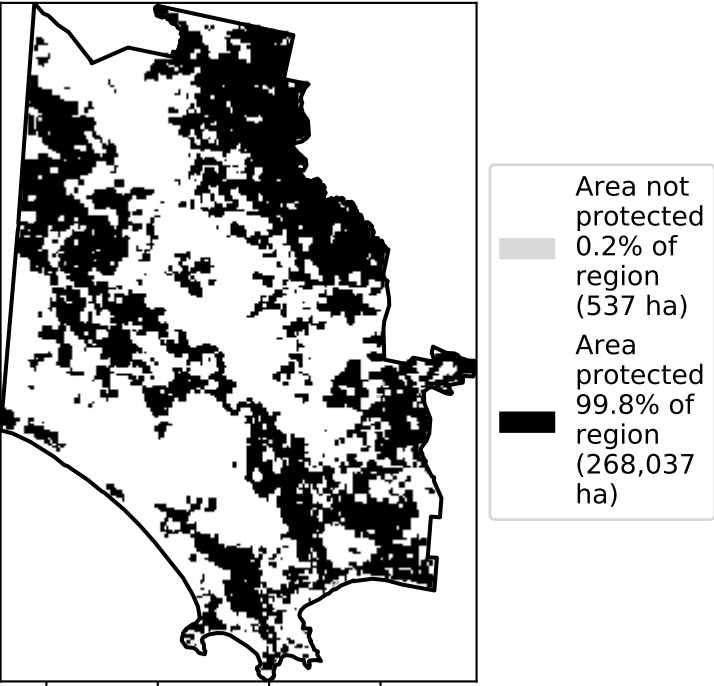 Area not
protected
0.2% of
region
(537 ha)
Area
protected
99.8% of
region
(268,037
ha)